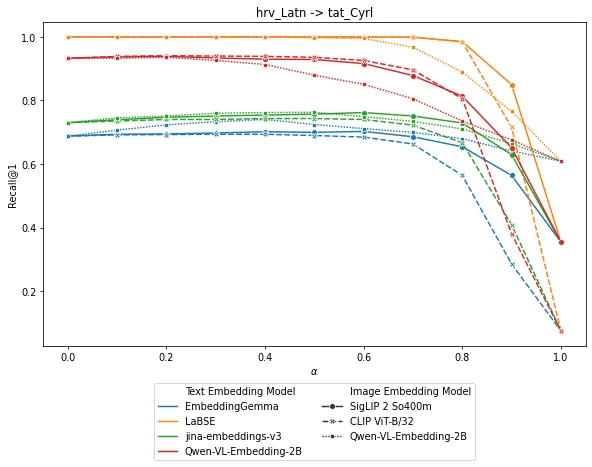 hrv_Latn -> tat_Cyrl
Recall@1
1.0
0.8
0.6
0.4
0.2
0.0 0.2 0.4 0.6 0.8 1.0
α
Text Embedding Model Image Embedding Model
EmbeddingGemma SigLIP 2 So400m
LaBSE CLIP ViT-B/32
jina-embeddings-v3 Qwen-VL-Embedding-2B
Qwen-VL-Embedding-2B